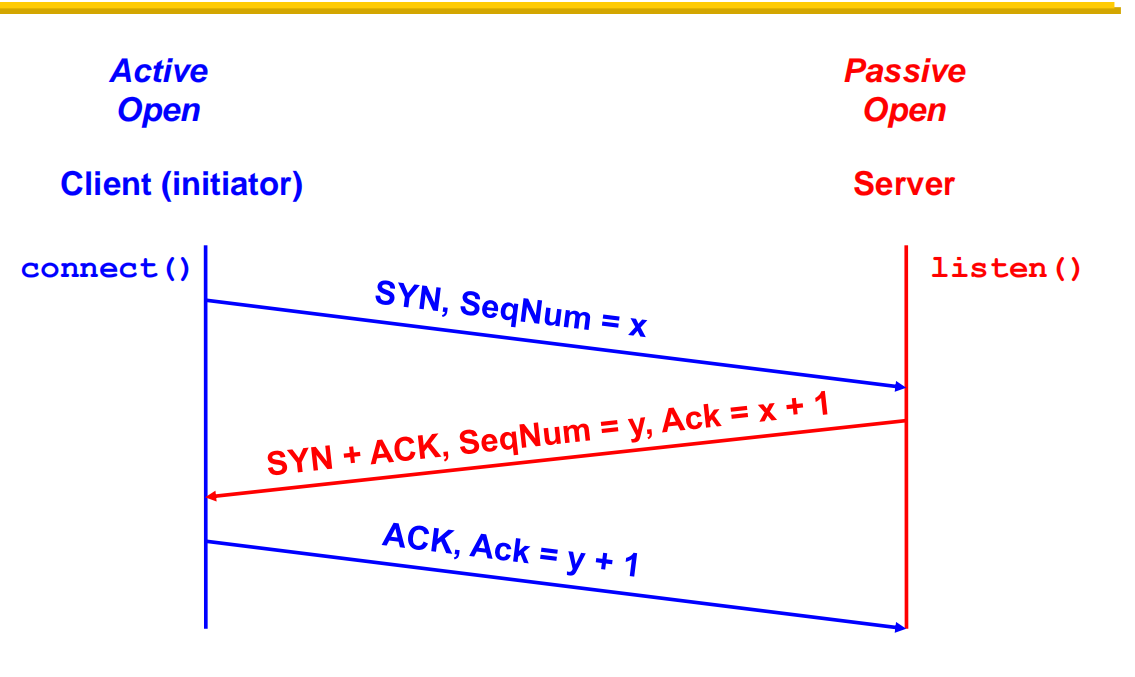 Active
Open
Passive
Open
Client (initiator)
Server
connect()
listen()
SYN, SeqNum = x
SYN + ACK, SeqNum = y, Ack = x + 1
ACK, Ack = y + 1